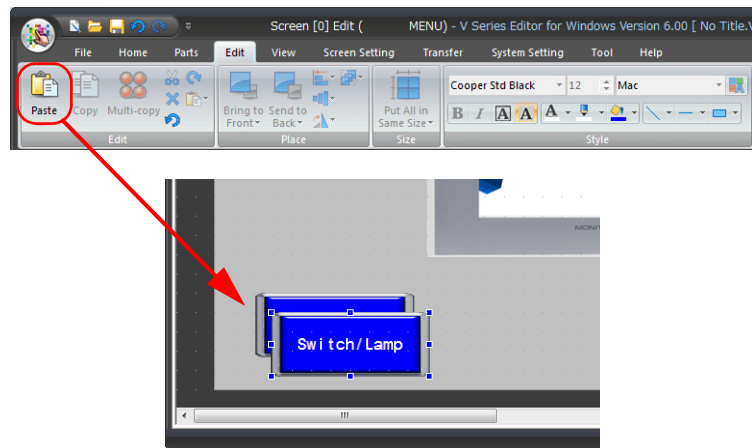 Screen [0] Edit ( MENU) - V Series Editor for Windows Version 6.00 [ No Title.V
File Home Parts Edit View Screen Setting Transfer System Setting Tool Help
Paste Copy Multi-copy Bring to Front Send to Back Put All in Same Size Cooper Std Black 12 Mac
B I A A A
Edit Place Size Style
MONIT
Switch/Lamp